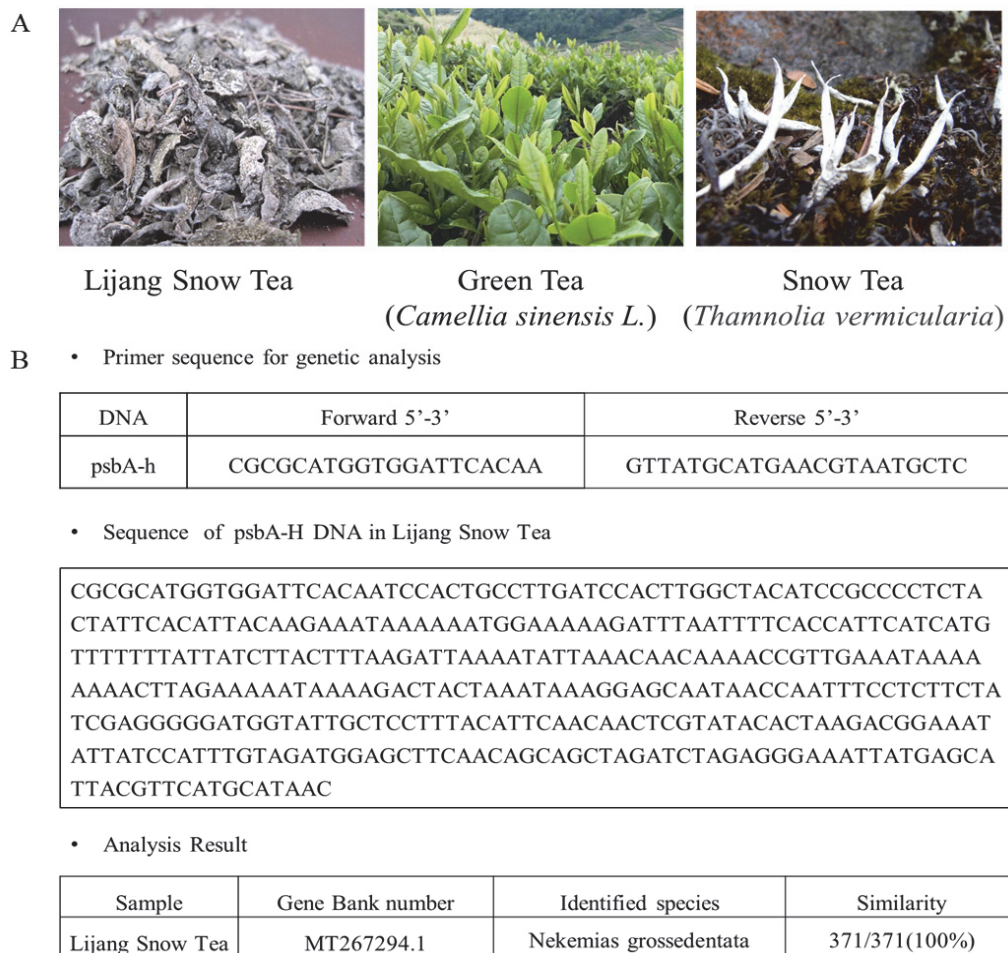 A
Lijang Snow Tea
Green Tea
(Camellia sinensis L.)
Snow Tea
(Thamnolia vermicularia)
B
• Primer sequence for genetic analysis
DNA Forward 5’-3’ Reverse 5’-3’
psbA-h CGCGCATGGTGGATTCACAA GTTATGCATGAACGTAATGCTC
• Sequence of psbA-H DNA in Lijang Snow Tea
CGCGCATGGTGGATTCACAATCCACTGCCTTGATCCACTTGGCTACATCCGCCCCTCTA
CTATTCACATTACAAGAAATAAAAAATGGAAAAAGATTTAATTTTCACCATTCATCATG
TTTTTTTATTATCTTACTTTAAGATTAAAATATTAAACAACAAAACCGTTGAAATAAAA
AAAACTTAGAAAAATAAAAGACTACTAAATAAAGGAGCAATAACCAATTTCCTCTTCTA
TCGAGGGGGATGGTATTGCTCCTTTACATTCAACAACTCGTATACACTAAGACGGAAAT
ATTATCCATTTGTAGATGGAGCTTCAACAGCAGCTAGATCTAGAGGGAAATTATGAGCA
TTACGTTCATGCATAAC
• Analysis Result
Sample Gene Bank number Identified species Similarity
Lijang Snow Tea MT267294.1 Nekemias grossedentata 371/371(100%)